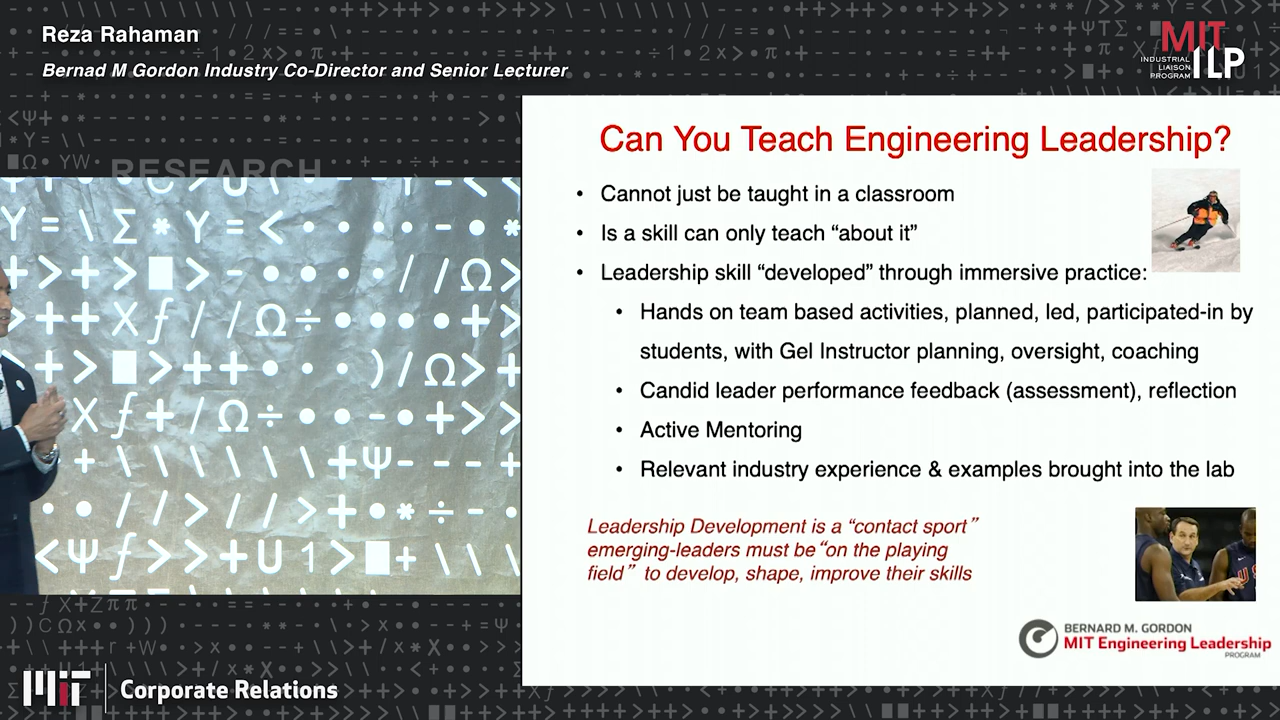 Reza Rahaman
Bernad M Gordon Industry Co-Director and Senior Lecturer
MIT
INDUSTRIAL
LIAISON
PROGRAM
ILP
RESEARCH
Can You Teach Engineering Leadership?
• Cannot just be taught in a classroom
• Is a skill can only teach “about it”
• Leadership skill “developed” through immersive practice:
• Hands on team based activities, planned, led, participated-in by
students, with Gel Instructor planning, oversight, coaching
• Candid leader performance feedback (assessment), reflection
• Active Mentoring
• Relevant industry experience & examples brought into the lab
Leadership Development is a “contact sport”
emerging-leaders must be “on the playing
field” to develop, shape, improve their skills
BERNARD M. GORDON
MIT Engineering Leadership
PROGRAM
MIT
Corporate Relations